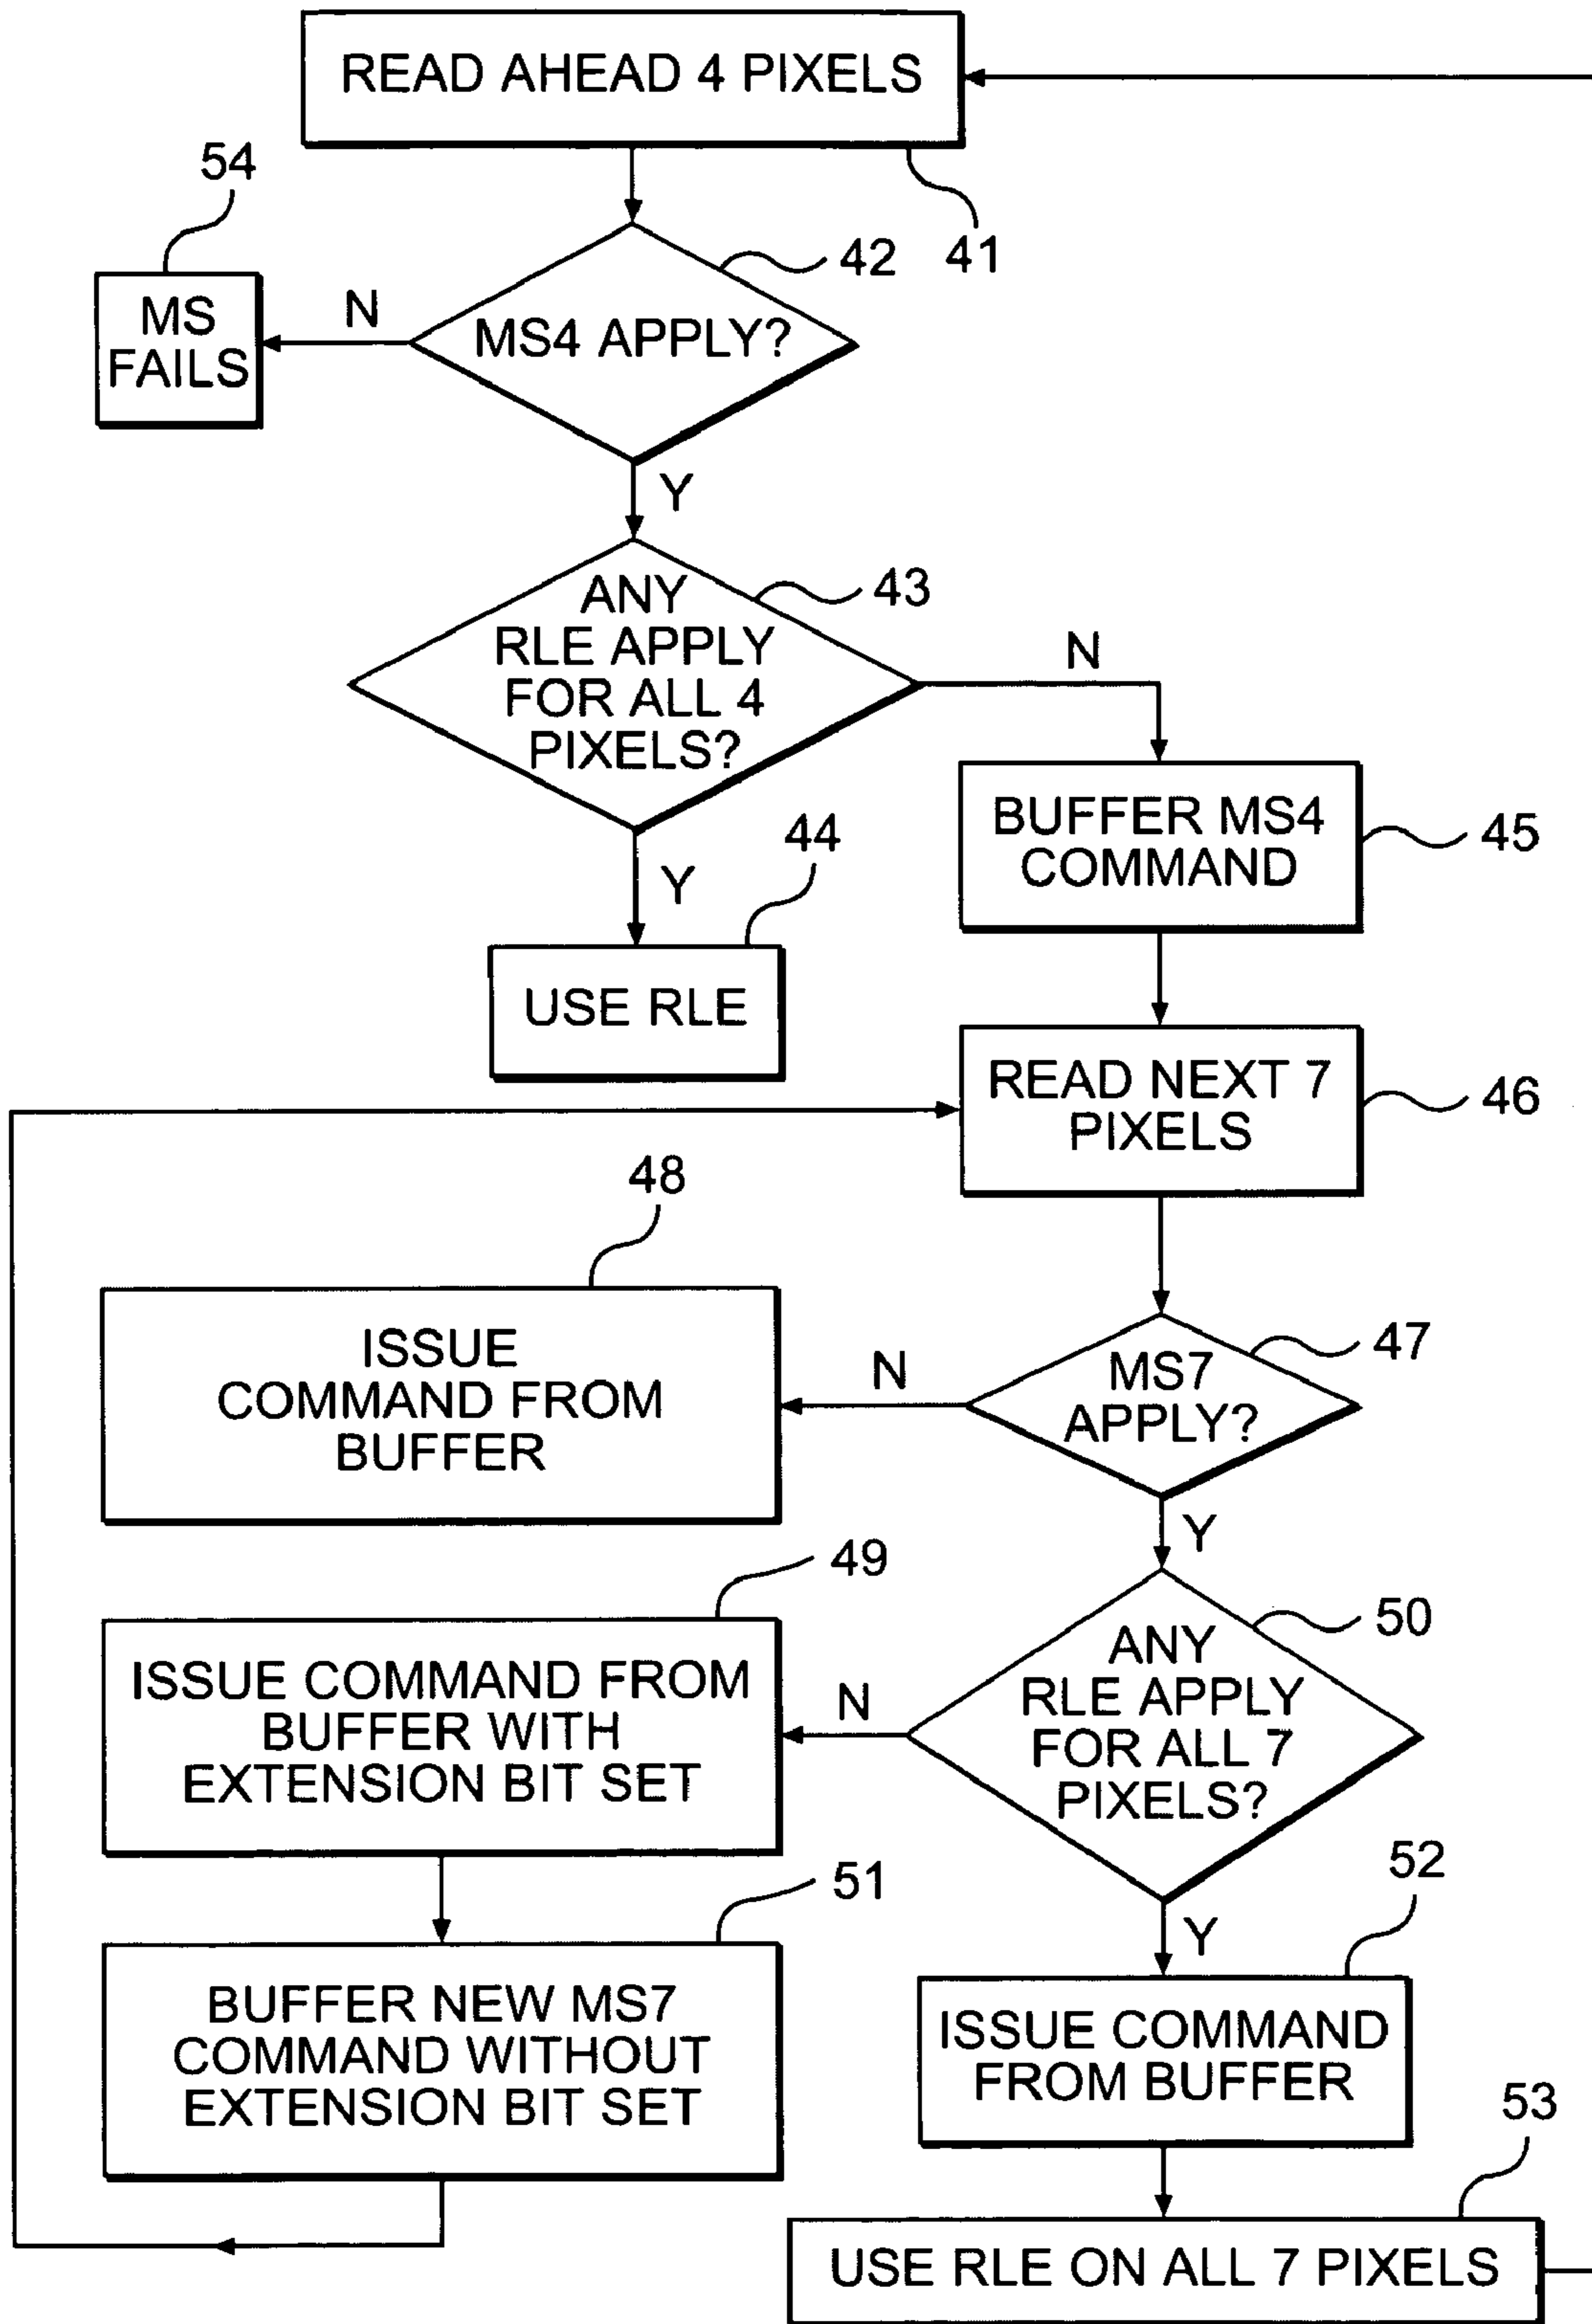 READ AHEAD 4 PIXELS
41
54
MS
FAILS
N
42
MS4 APPLY?
Y
43
ANY
RLE APPLY
FOR ALL 4
PIXELS?
N
Y
44
USE RLE
BUFFER MS4
COMMAND
45
READ NEXT 7
PIXELS
46
48
ISSUE
COMMAND FROM
BUFFER
N
47
MS7
APPLY?
Y
49
ISSUE COMMAND FROM
BUFFER WITH
EXTENSION BIT SET
N
50
ANY
RLE APPLY
FOR ALL 7
PIXELS?
51
BUFFER NEW MS7
COMMAND WITHOUT
EXTENSION BIT SET
Y
52
ISSUE COMMAND
FROM BUFFER
53
USE RLE ON ALL 7 PIXELS